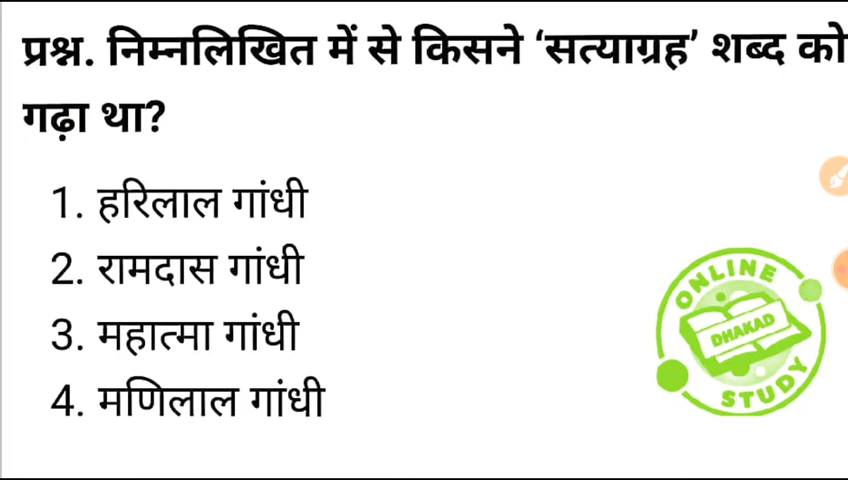 प्रश्न. निम्नलिखित में से किसने ‘सत्याग्रह’ शब्द को
गढ़ा था?
1. हरिलाल गांधी
2. रामदास गांधी
3. महात्मा गांधी
4. मणिलाल गांधी
ONLINE
DHAKAD
STUDY